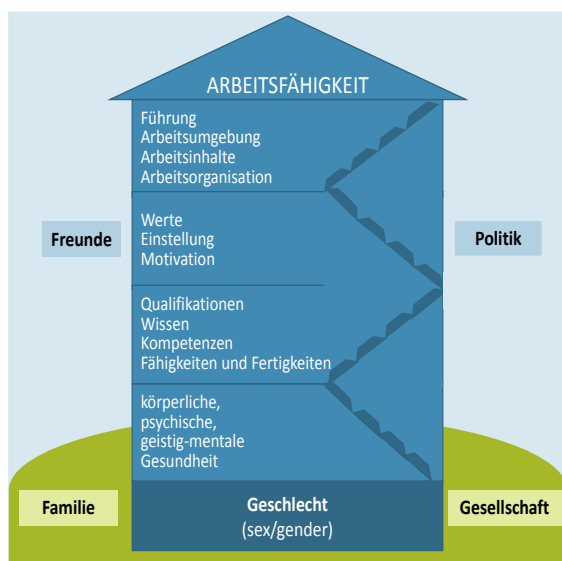 ARBEITSFÄHIGKEIT
Führung
Arbeitsumgebung
Arbeitsinhalte
Arbeitsorganisation
Freunde
Werte
Einstellung
Motivation
Politik
Qualifikationen
Wissen
Kompetenzen
Fähigkeiten und Fertigkeiten
körperliche,
psychische,
geistig-mentale
Gesundheit
Familie
Geschlecht
(sex/gender)
Gesellschaft